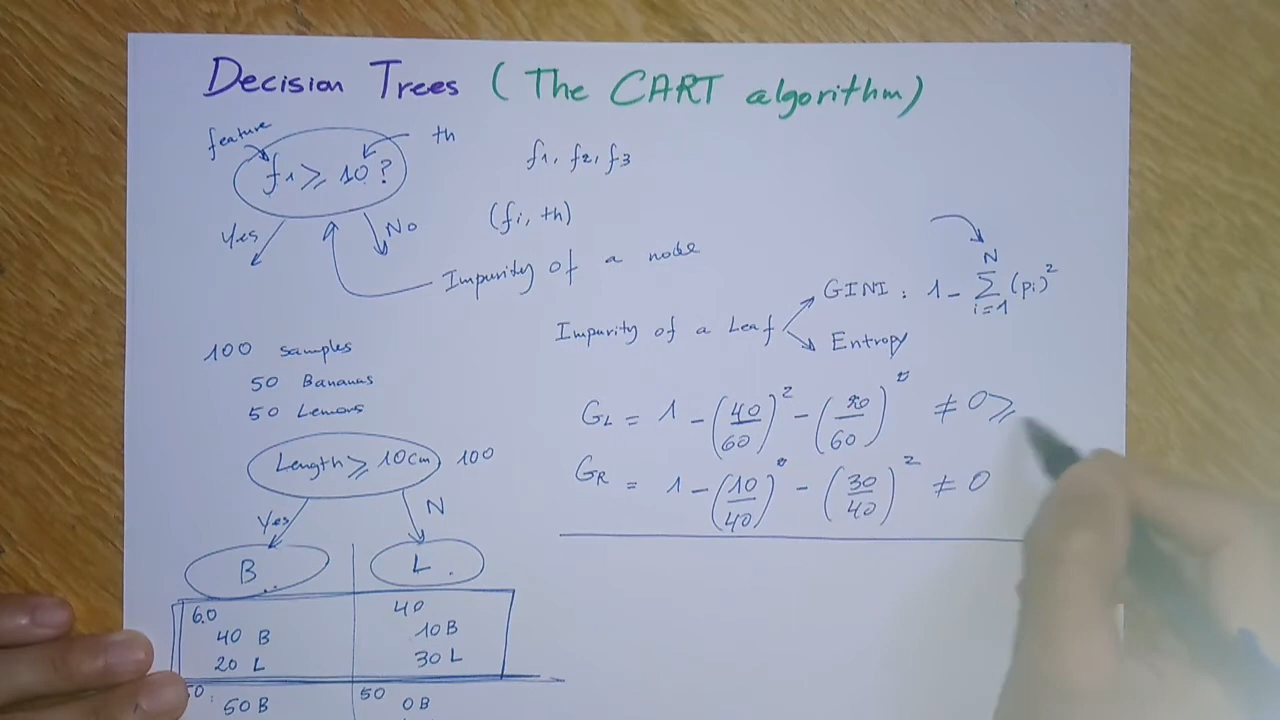 Decision Trees ( The CART algorithm)
feature
th
f1 ≥ 10 ?
f1, f2, f3
Yes
No
(fi, th)
Impurity of a node
Impurity of a Leaf
GINI : 1 - ∑ i=1 N (pi)²
Entropy
100 samples
50 Bananas
50 Lemons
Length ≥ 10cm 100
Yes
N
B
L
GL = 1 - (40/60)² - (20/60)² ≠ 0 ≥
GR = 1 - (10/40)² - (30/40)² ≠ 0
60
40 B
20 L
40
10 B
30 L
50 B
50
0 B